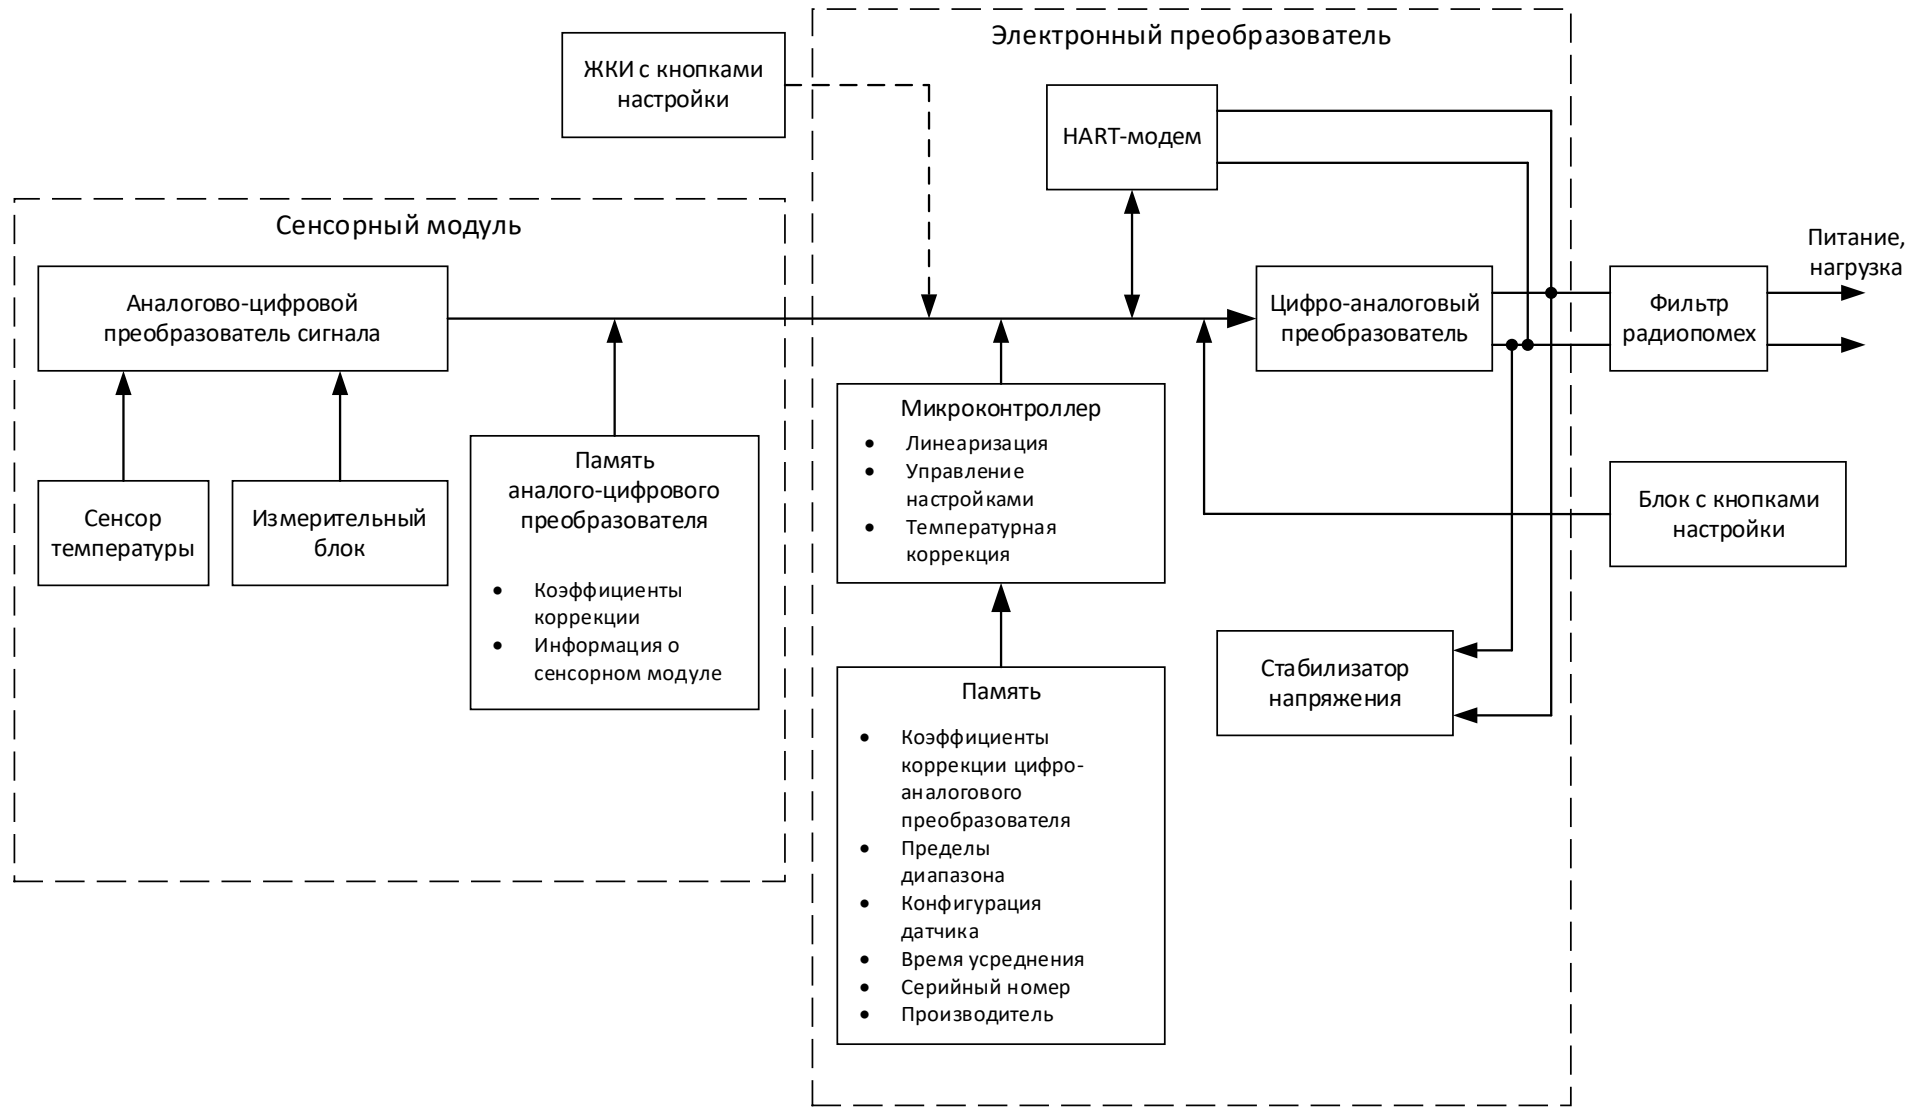 Электронный преобразователь
ЖКИ с кнопками
настройки
HART-модем
Сенсорный модуль
Питание,
нагрузка
Аналогово-цифровой
преобразователь сигнала
Цифро-аналоговый
преобразователь
Фильтр
радиопомех
Микроконтроллер
• Линеаризация
• Управление
настройками
• Температурная
коррекция
Память
аналого-цифрового
преобразователя
• Коэффициенты
коррекции
• Информация о
сенсорном модуле
Сенсор
температуры
Измерительный
блок
Блок с кнопками
настройки
Стабилизатор
напряжения
Память
• Коэффициенты
коррекции цифро-
аналогового
преобразователя
• Пределы
диапазона
• Конфигурация
датчика
• Время усреднения
• Серийный номер
• Производитель